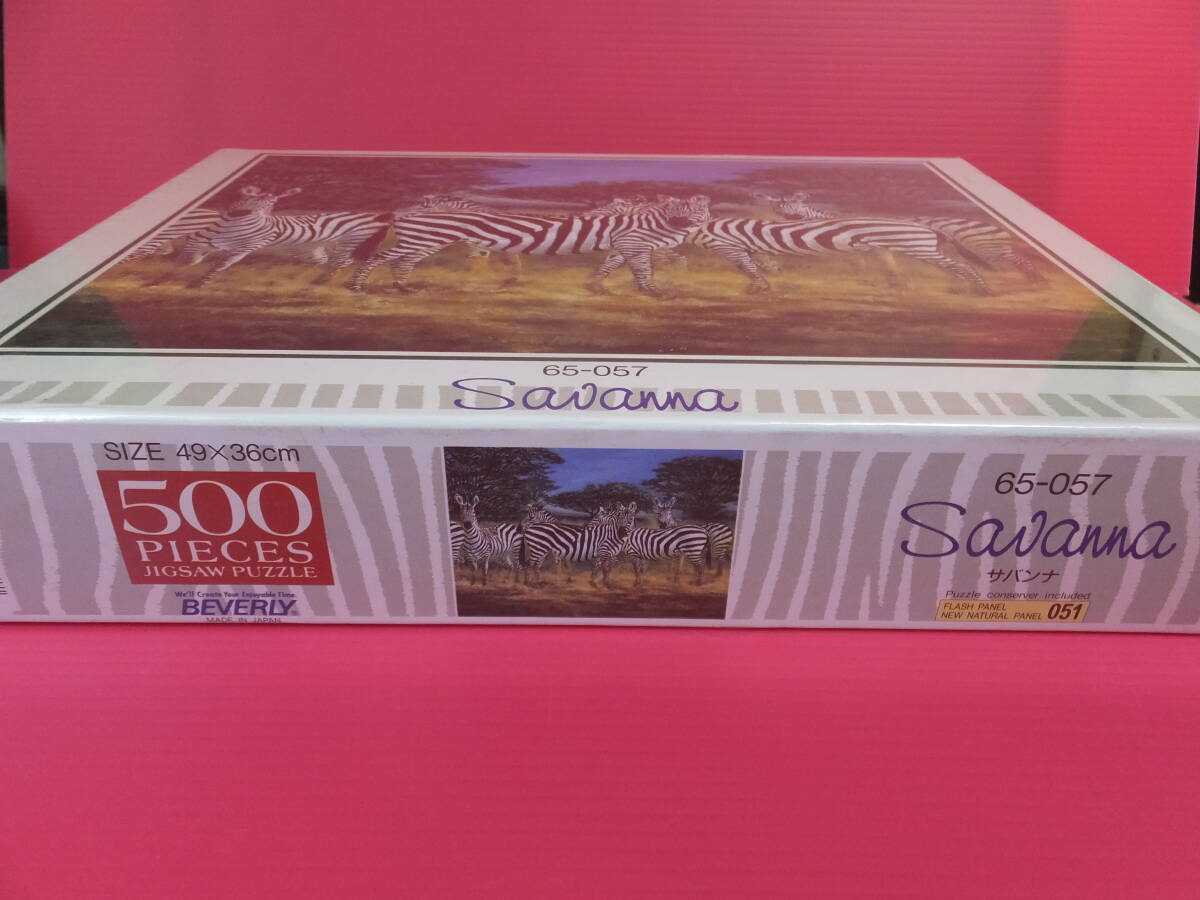 65-057
Savanna
SIZE 49×36cm
500
PIECES
JIGSAW PUZZLE
We'll Create Your Enjoyable Time.
BEVERLY
MADE IN JAPAN
65-057
Savanna
サバンナ
Puzzle conserver included
FLASH PANEL
NEW NATURAL PANEL 051